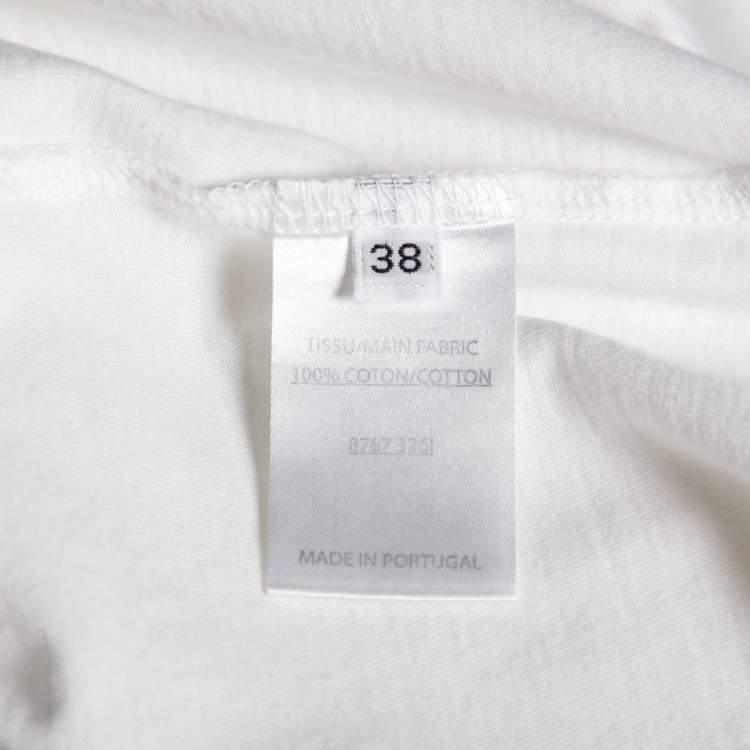 38
TISSU/MAIN FABRIC
100% COTON/COTTON
MADE IN PORTUGAL